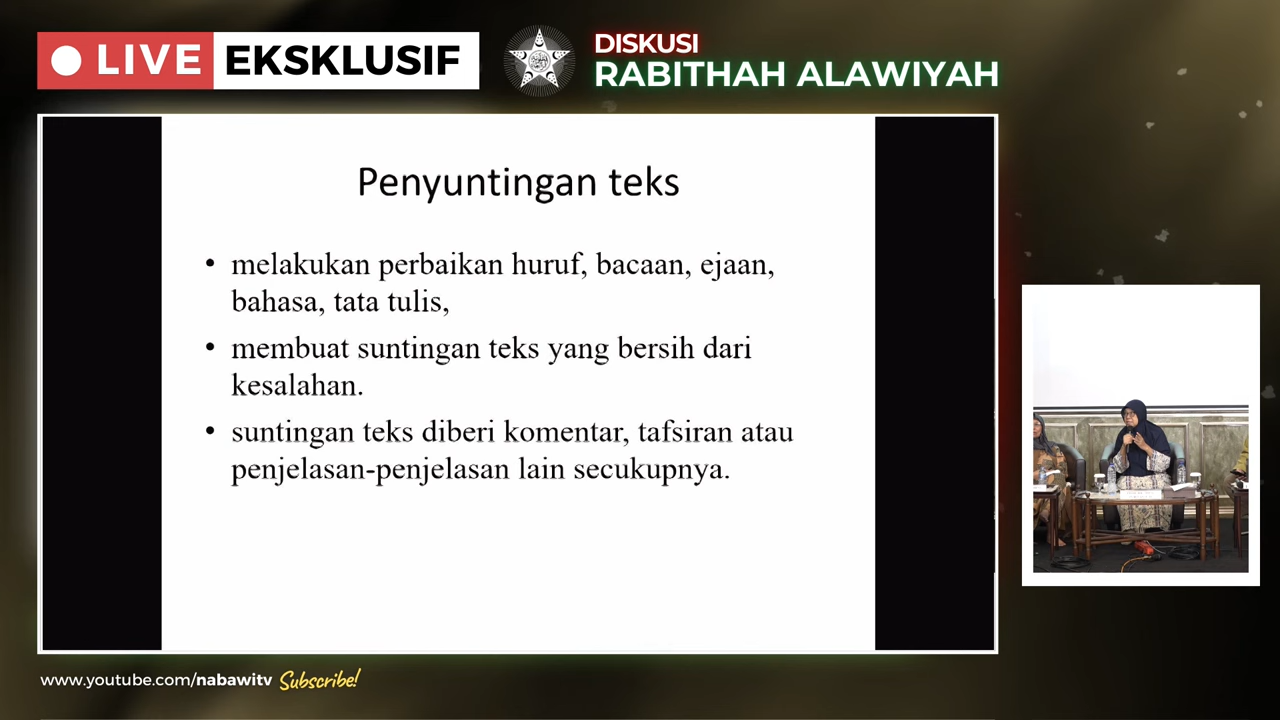 LIVE EKSKLUSIF
DISKUSI
RABITHAH ALAWIYAH
Penyuntingan teks
• melakukan perbaikan huruf, bacaan, ejaan,
bahasa, tata tulis,
• membuat suntingan teks yang bersih dari
kesalahan.
• suntingan teks diberi komentar, tafsiran atau
penjelasan-penjelasan lain secukupnya.
www.youtube.com/nabawitv Subscribe!